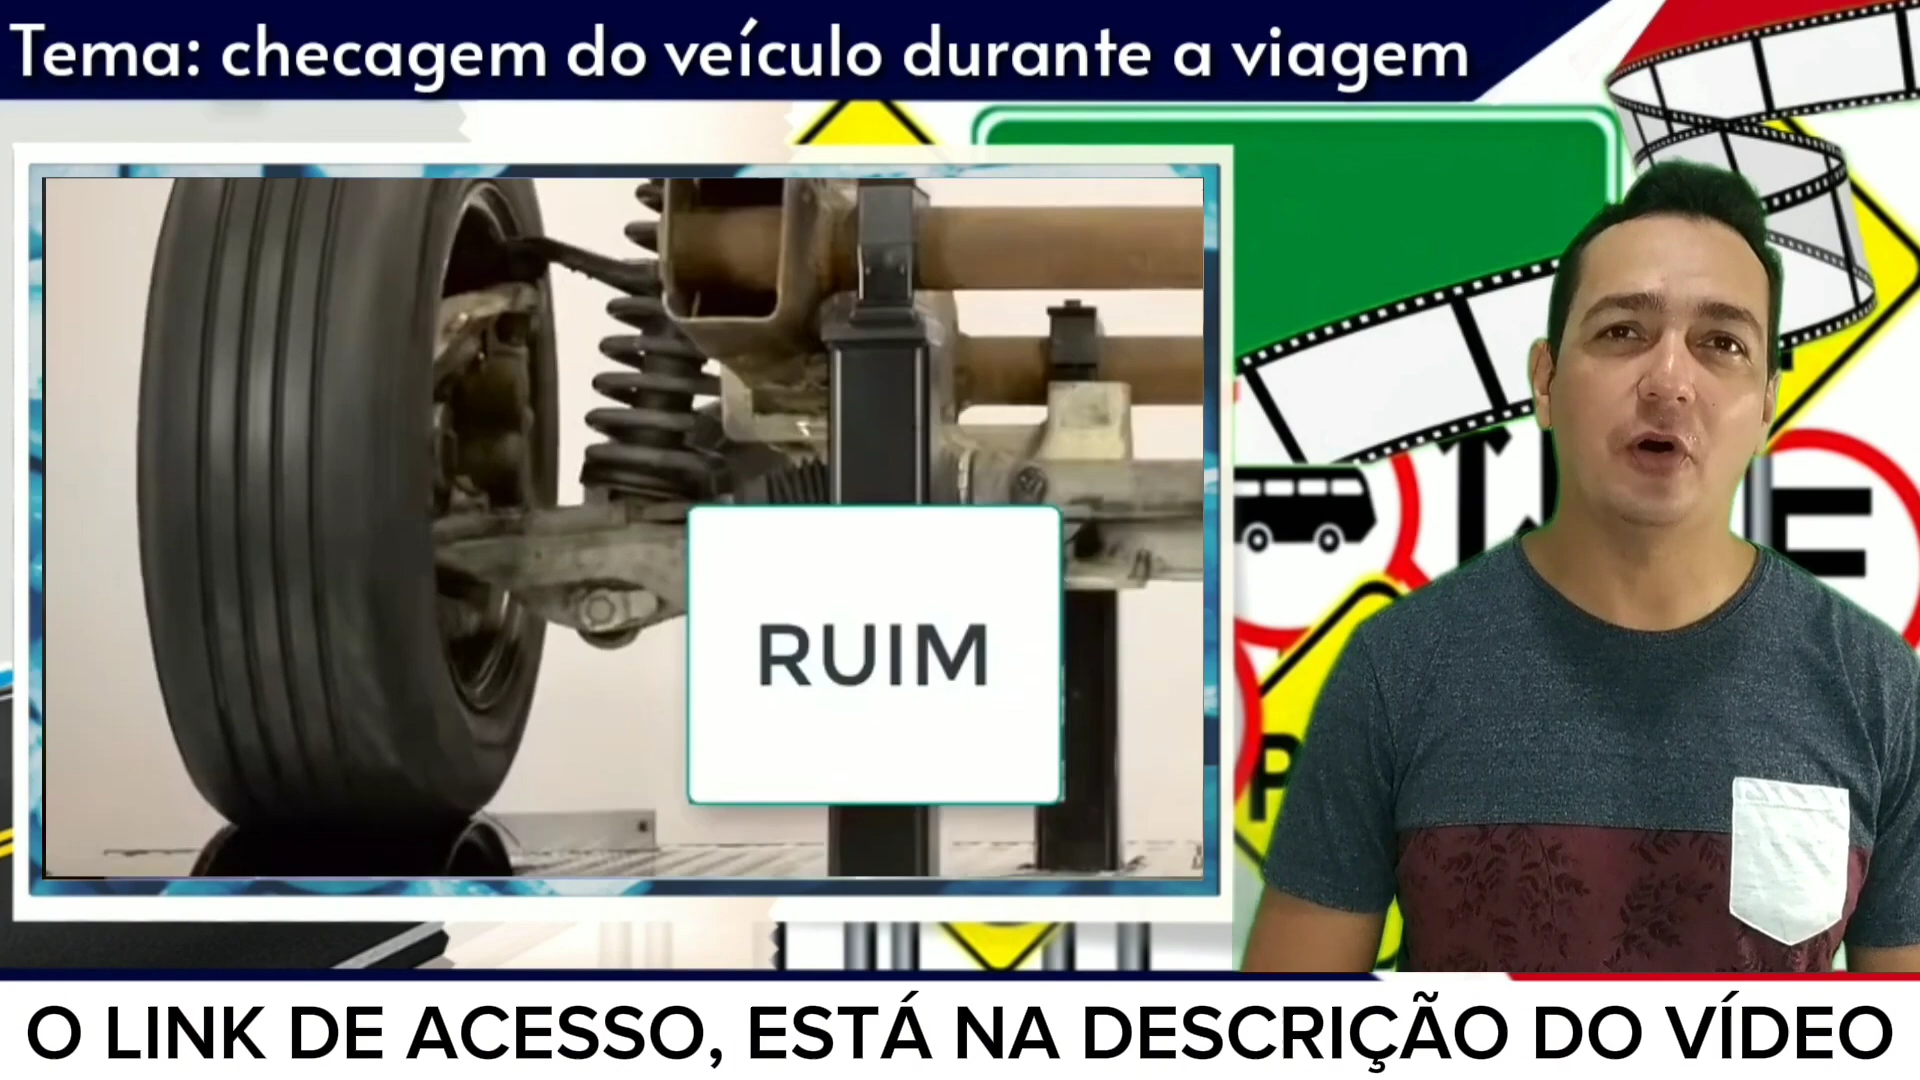 Tema: checagem do veículo durante a viagem
RUIM
O LINK DE ACESSO, ESTÁ NA DESCRIÇÃO DO VÍDEO